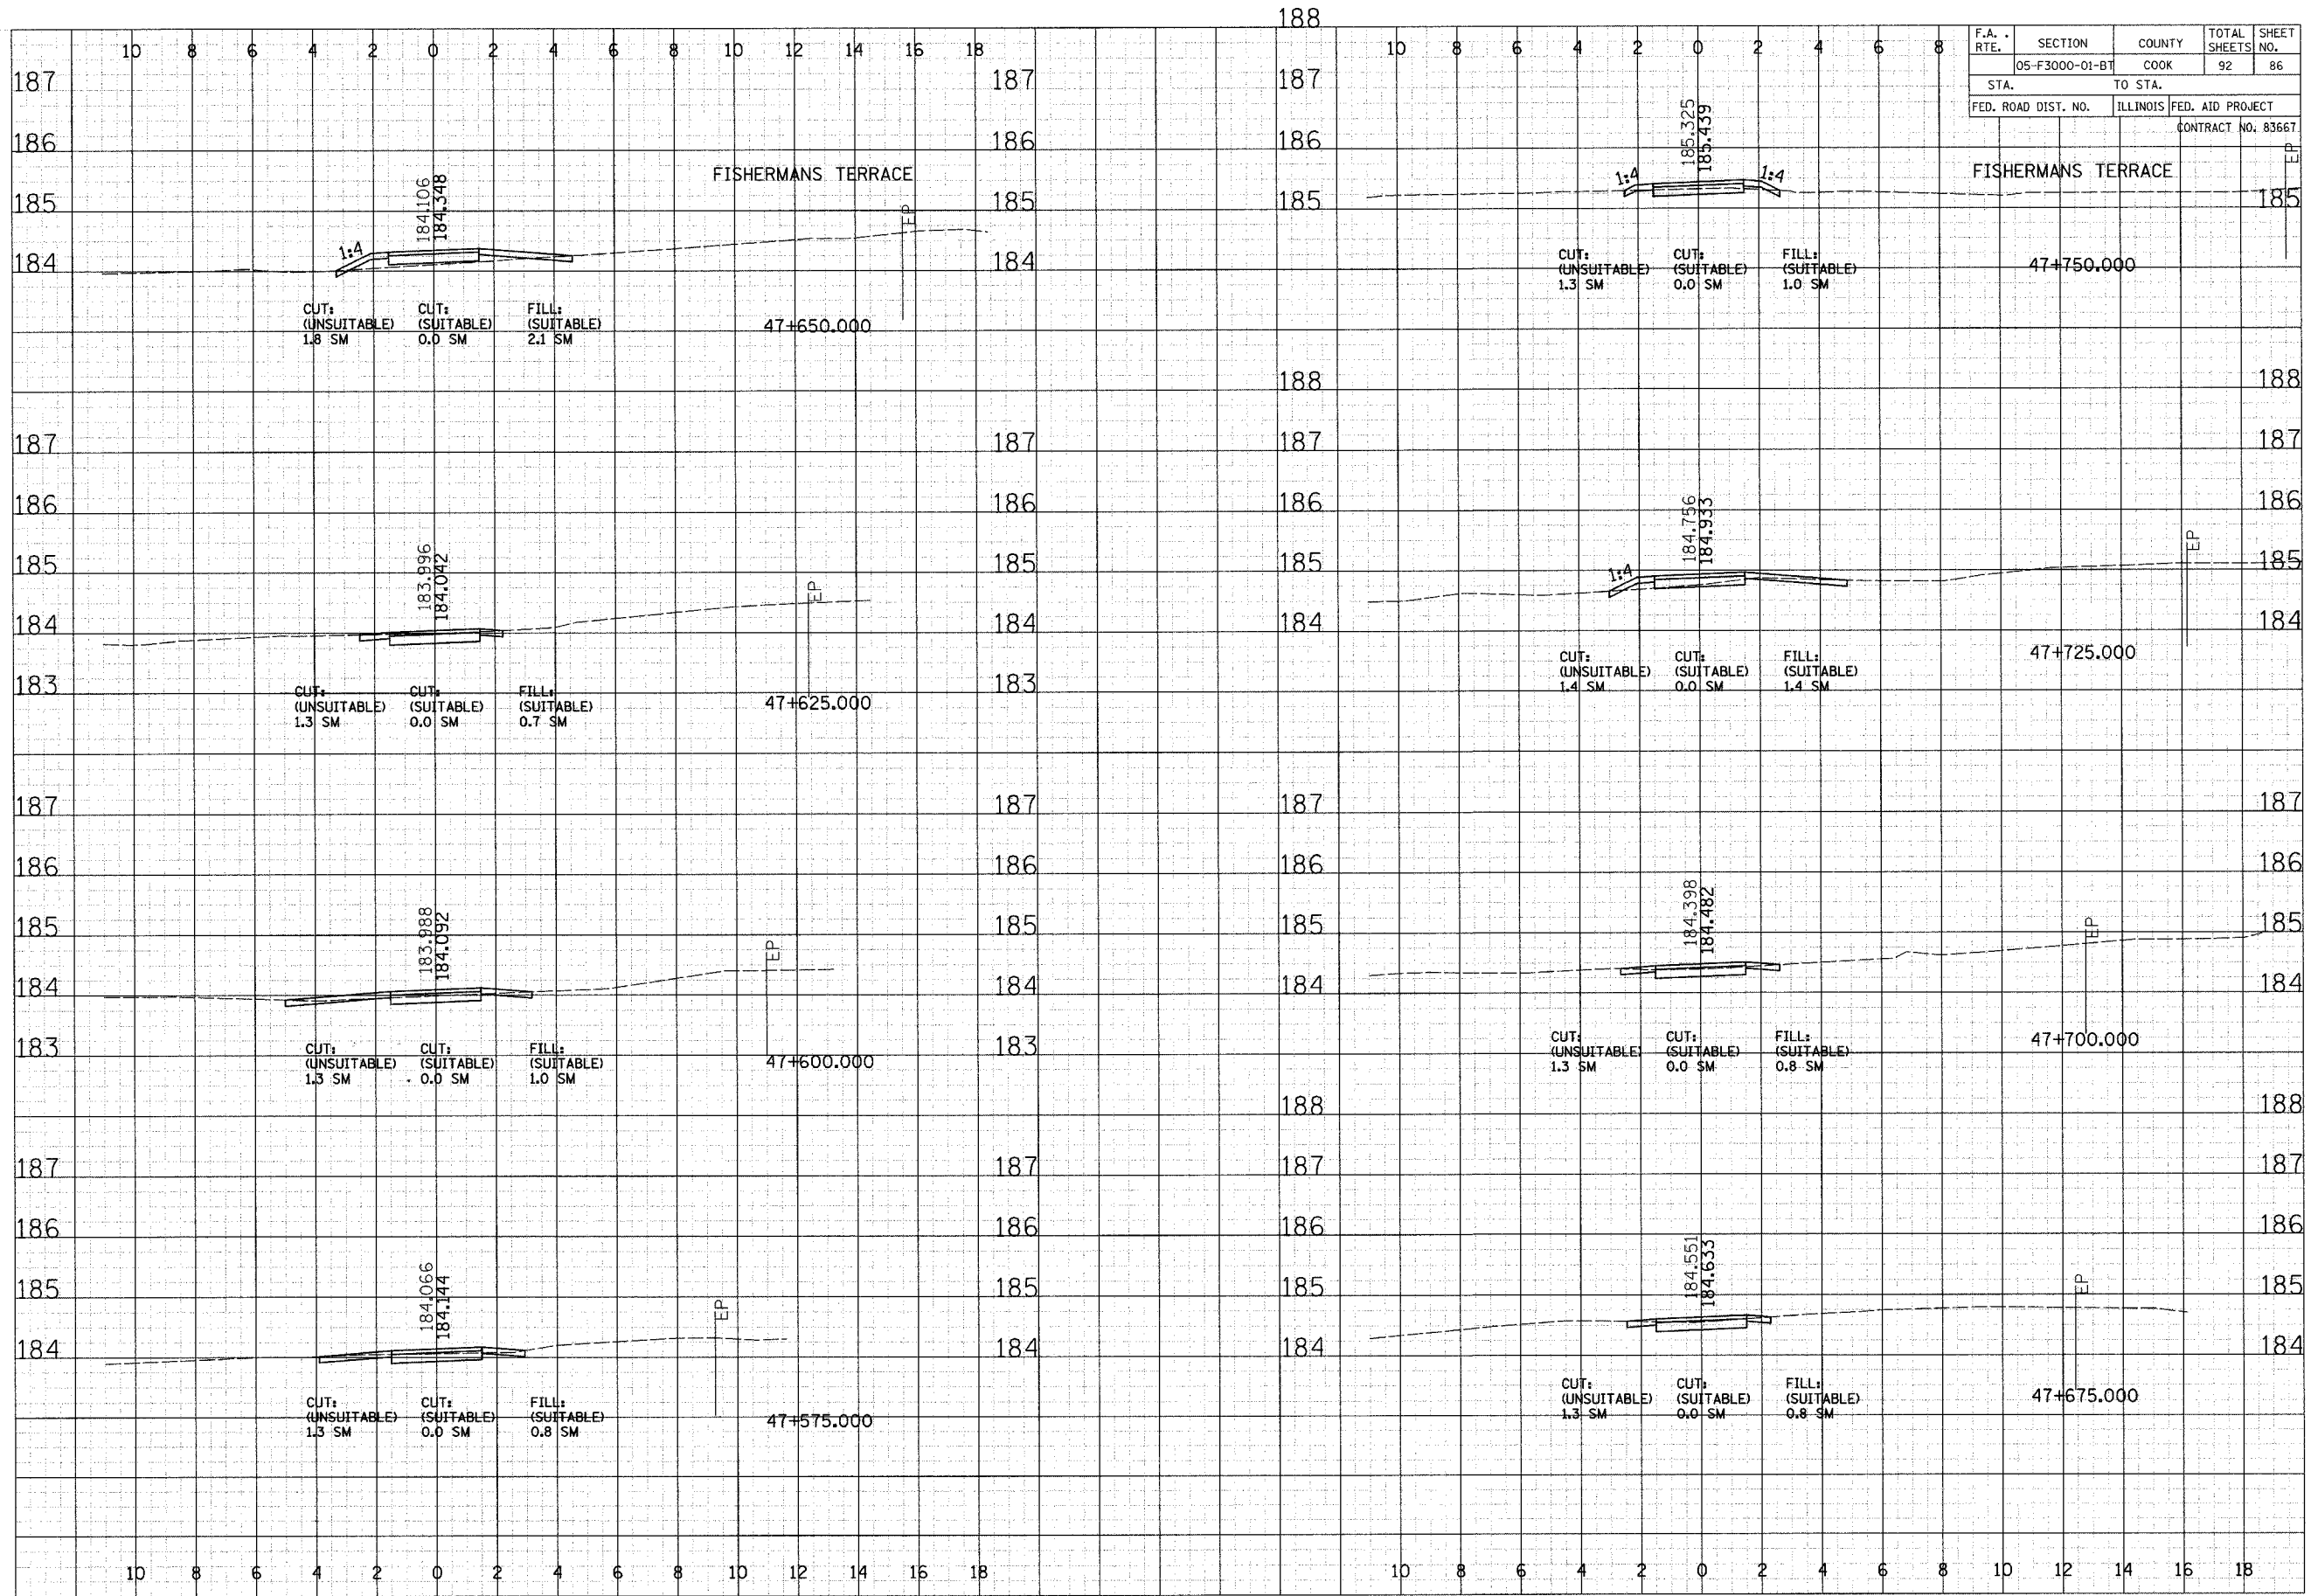 188
10 8 6 4 2 0 2 4 6 8 10 12 14 16 18
10 8 6 4 2 0 2 4 6 8
F.A. RTE. SECTION COUNTY TOTAL SHEETS SHEET NO.
05-F3000-01-BT COOK 92 86
STA. TO STA.
FED. ROAD DIST. NO. ILLINOIS FED. AID PROJECT
CONTRACT NO. 83667
187 187
186 186
185 185
184 184
FISHERMANS TERRACE
184.106
184.348
1:4
EP
CUT: CUT: FILL:
(UNSUITABLE) (SUITABLE) (SUITABLE)
1.8 SM 0.0 SM 2.1 SM
47+650.000
187 187
186 186
185 185
184 184
183 183
183.996
184.042
EP
CUT: CUT: FILL:
(UNSUITABLE) (SUITABLE) (SUITABLE)
1.3 SM 0.0 SM 0.7 SM
47+625.000
187 187
186 186
185 185
184 184
183 183
183.988
184.092
EP
CUT: CUT: FILL:
(UNSUITABLE) (SUITABLE) (SUITABLE)
1.3 SM 0.0 SM 1.0 SM
47+600.000
187 187
186 186
185 185
184 184
184.066
184.144
EP
CUT: CUT: FILL:
(UNSUITABLE) (SUITABLE) (SUITABLE)
1.3 SM 0.0 SM 0.8 SM
47+575.000
10 8 6 4 2 0 2 4 6 8 10 12 14 16 18
187
186
185 185
FISHERMANS TERRACE
185.325
185.439
1:4 1:4
EP
CUT: CUT: FILL:
(UNSUITABLE) (SUITABLE) (SUITABLE)
1.3 SM 0.0 SM 1.0 SM
47+750.000
188 188
187 187
186 186
185 185
184 184
184.756
184.933
1:4
EP
CUT: CUT: FILL:
(UNSUITABLE) (SUITABLE) (SUITABLE)
1.4 SM 0.0 SM 1.4 SM
47+725.000
187 187
186 186
185 185
184 184
184.398
184.482
EP
CUT: CUT: FILL:
(UNSUITABLE) (SUITABLE) (SUITABLE)
1.3 SM 0.0 SM 0.8 SM
47+700.000
188 188
187 187
186 186
185 185
184 184
184.551
184.633
EP
CUT: CUT: FILL:
(UNSUITABLE) (SUITABLE) (SUITABLE)
1.3 SM 0.0 SM 0.8 SM
47+675.000
10 8 6 4 2 0 2 4 6 8 10 12 14 16 18